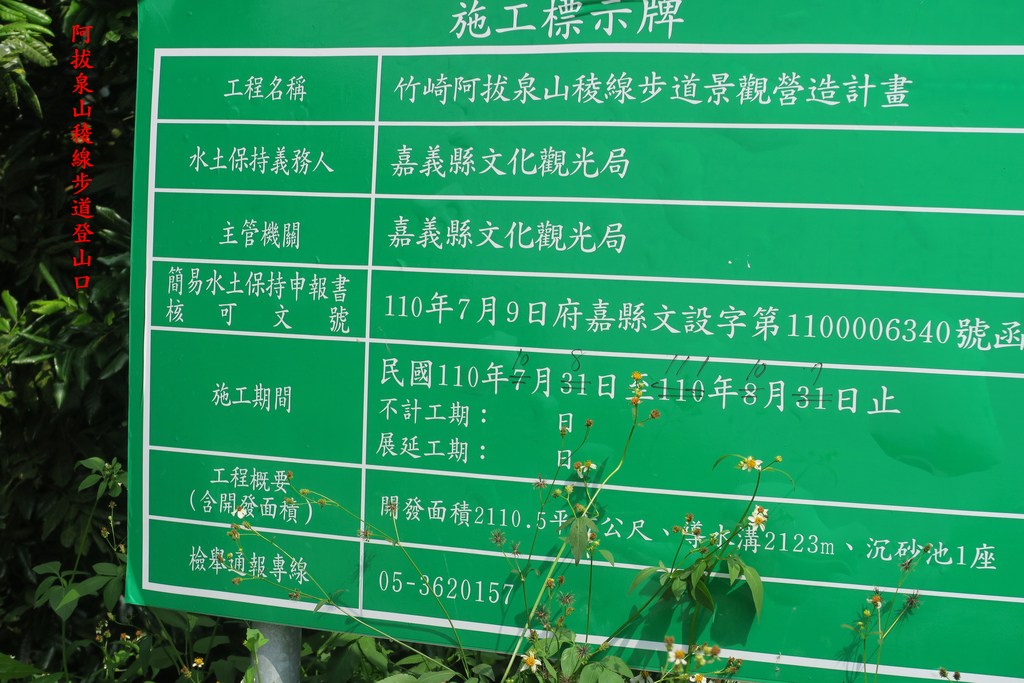 阿拔泉山稜線步道登山口
施工標示牌
工程名稱 竹崎阿拔泉山稜線步道景觀營造計畫
水土保持義務人 嘉義縣文化觀光局
主管機關 嘉義縣文化觀光局
簡易水土保持申報書
核可文號 110年7月9日府嘉縣文設字第1100006340號函
施工期間 民國110年7月31日至110年8月31日止
不計工期： 日
展延工期： 日
工程概要
(含開發面積) 開發面積2110.5平 公尺、導水溝2123m、沉砂池1座
檢舉通報專線 05-3620157